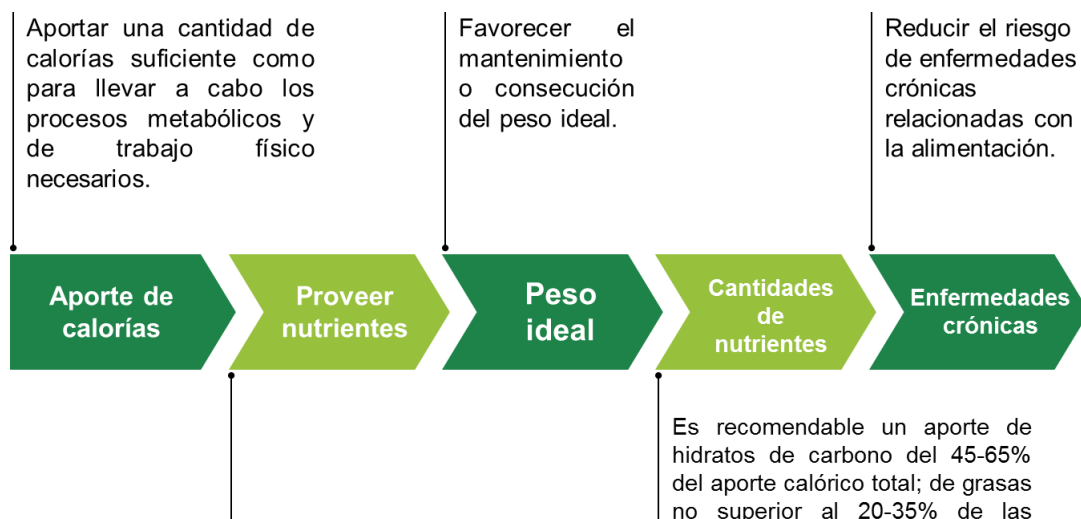 Aportar una cantidad de
calorías suficiente como
para llevar a cabo los
procesos metabólicos y
de trabajo físico
necesarios.
Favorecer el
mantenimiento
o consecución
del peso ideal.
Reducir el riesgo
de enfermedades
crónicas
relacionadas con
la alimentación.
Aporte de
calorías
Proveer
nutrientes
Peso
ideal
Cantidades
de
nutrientes
Enfermedades
crónicas
Es recomendable un aporte de
hidratos de carbono del 45-65%
del aporte calórico total; de grasas
no superior al 20-35% de las